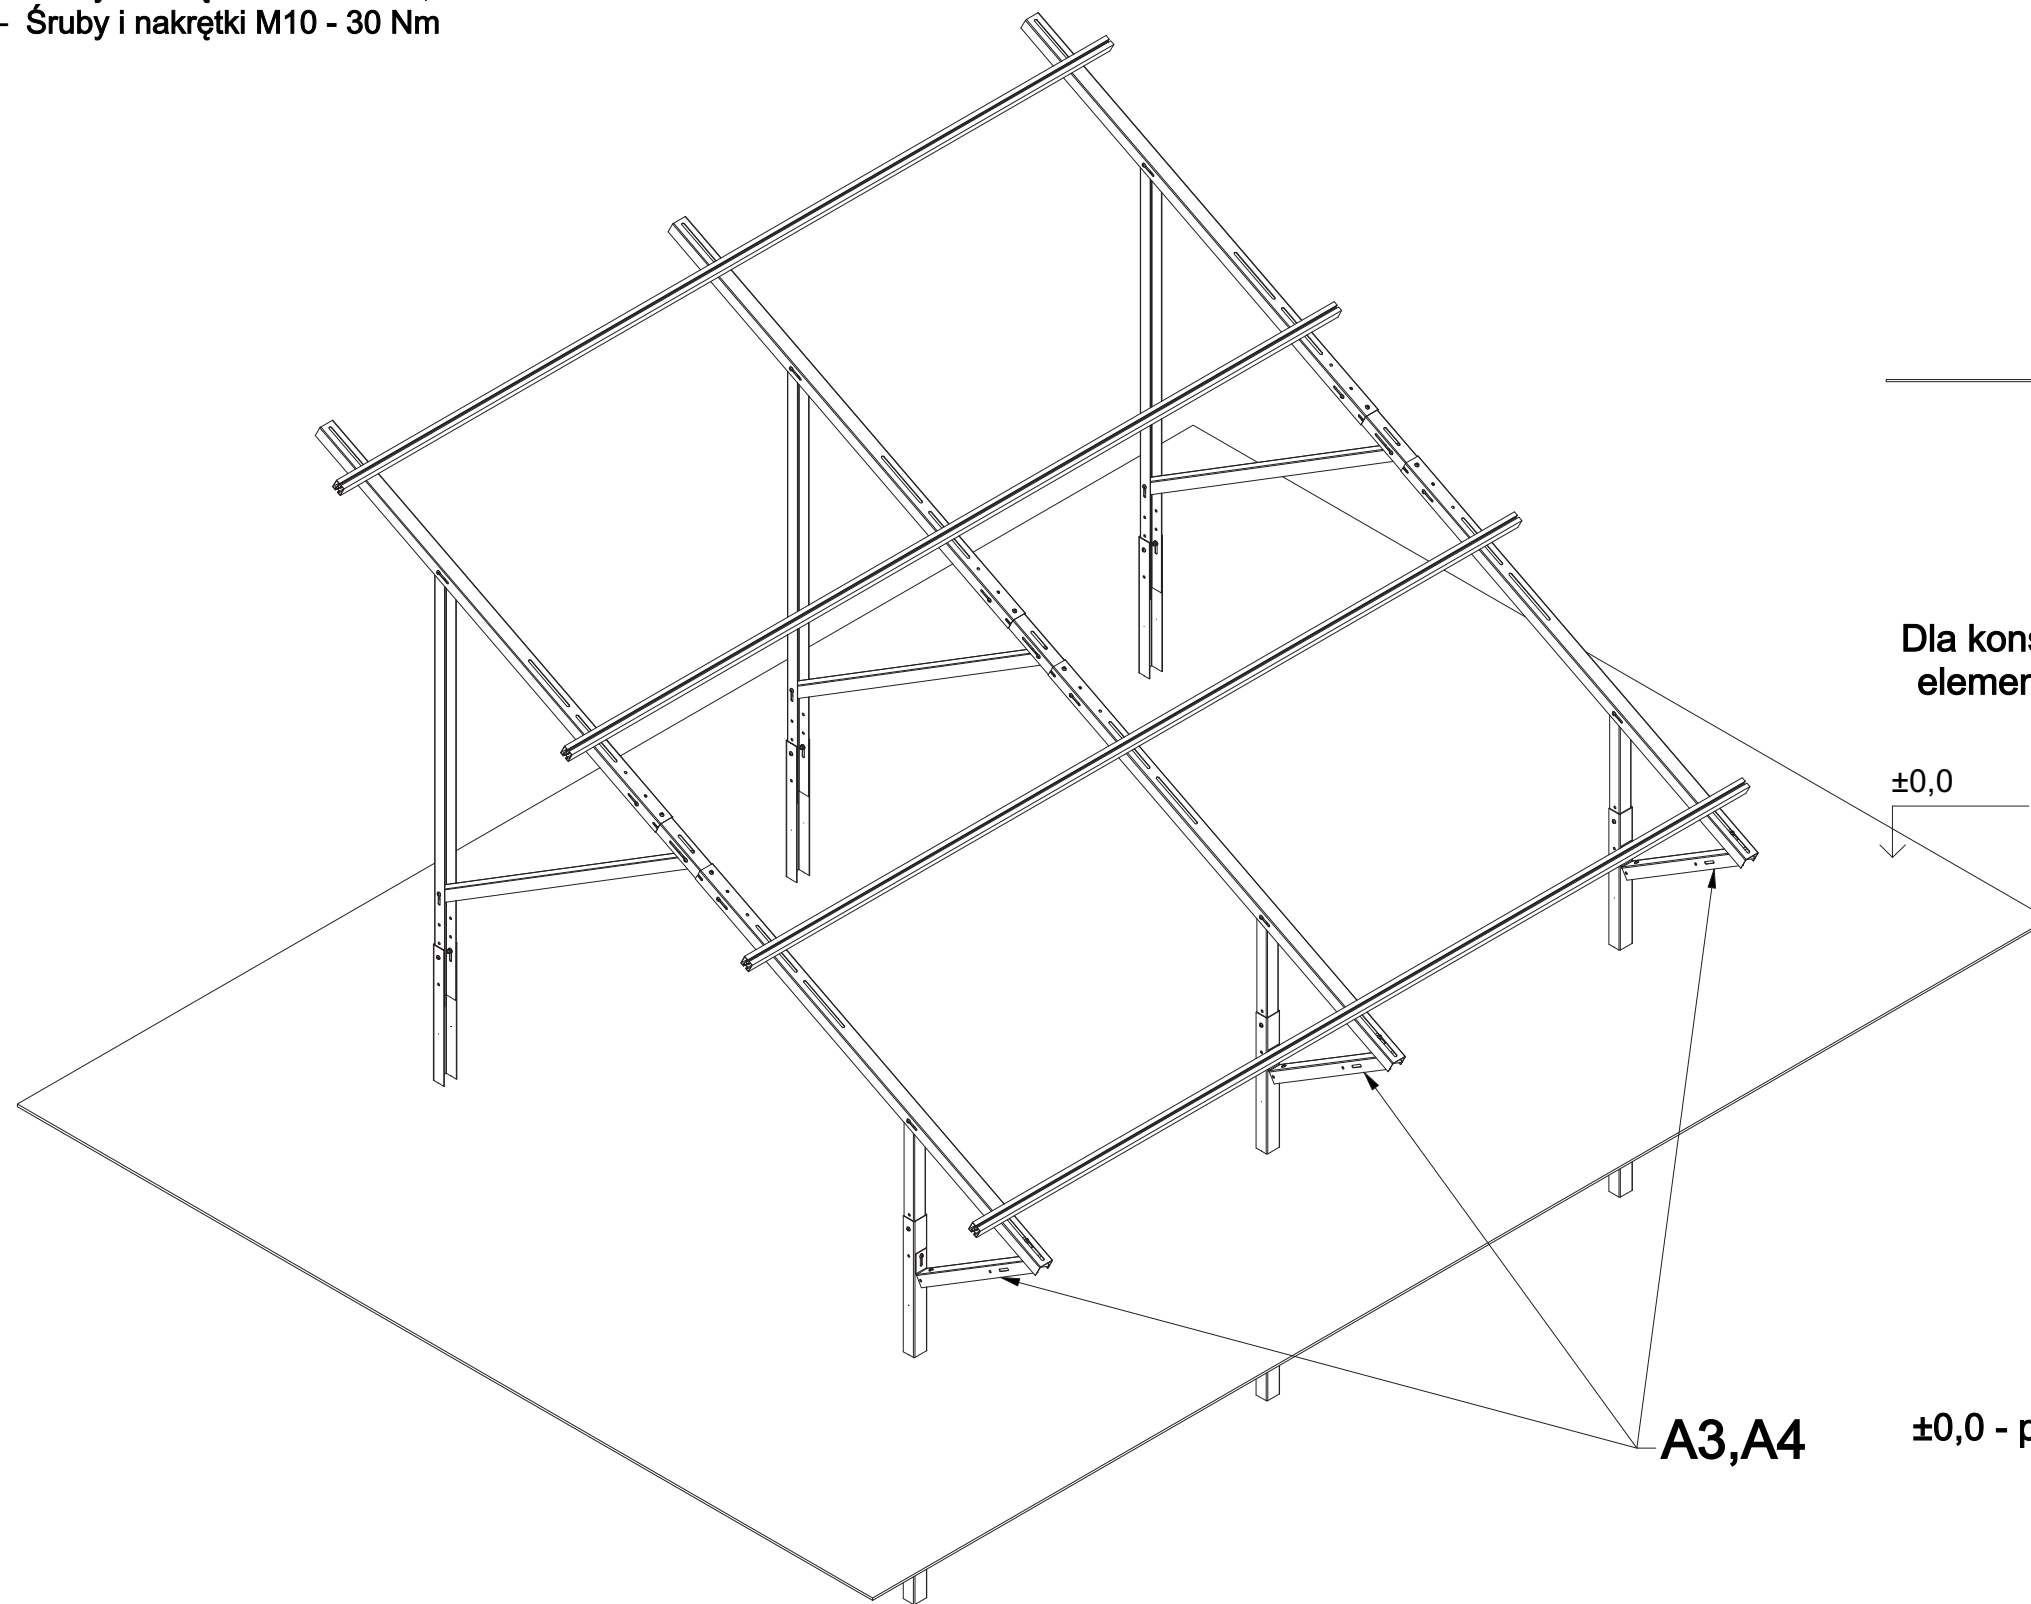 - Śruby i nakrętki M10 - 30 Nm
Dla kons
elemen
±0,0
A3,A4
±0,0 - p